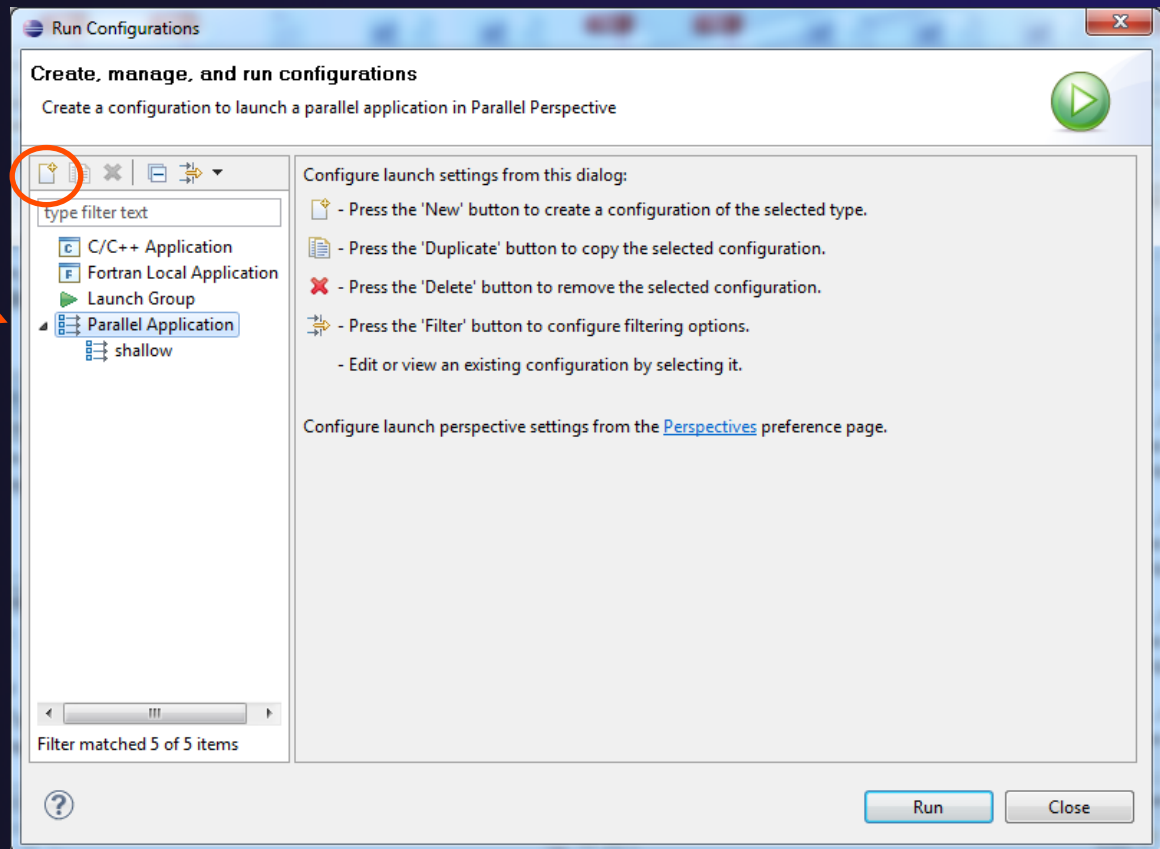 Run Configurations
X
Create, manage, and run configurations
Create a configuration to launch a parallel application in Parallel Perspective
type filter text
C C/C++ Application
F Fortran Local Application
Launch Group
Parallel Application
shallow
Filter matched 5 of 5 items
Configure launch settings from this dialog:
- Press the 'New' button to create a configuration of the selected type.
- Press the 'Duplicate' button to copy the selected configuration.
- Press the 'Delete' button to remove the selected configuration.
- Press the 'Filter' button to configure filtering options.
- Edit or view an existing configuration by selecting it.
Configure launch perspective settings from the Perspectives preference page.
?
Run
Close